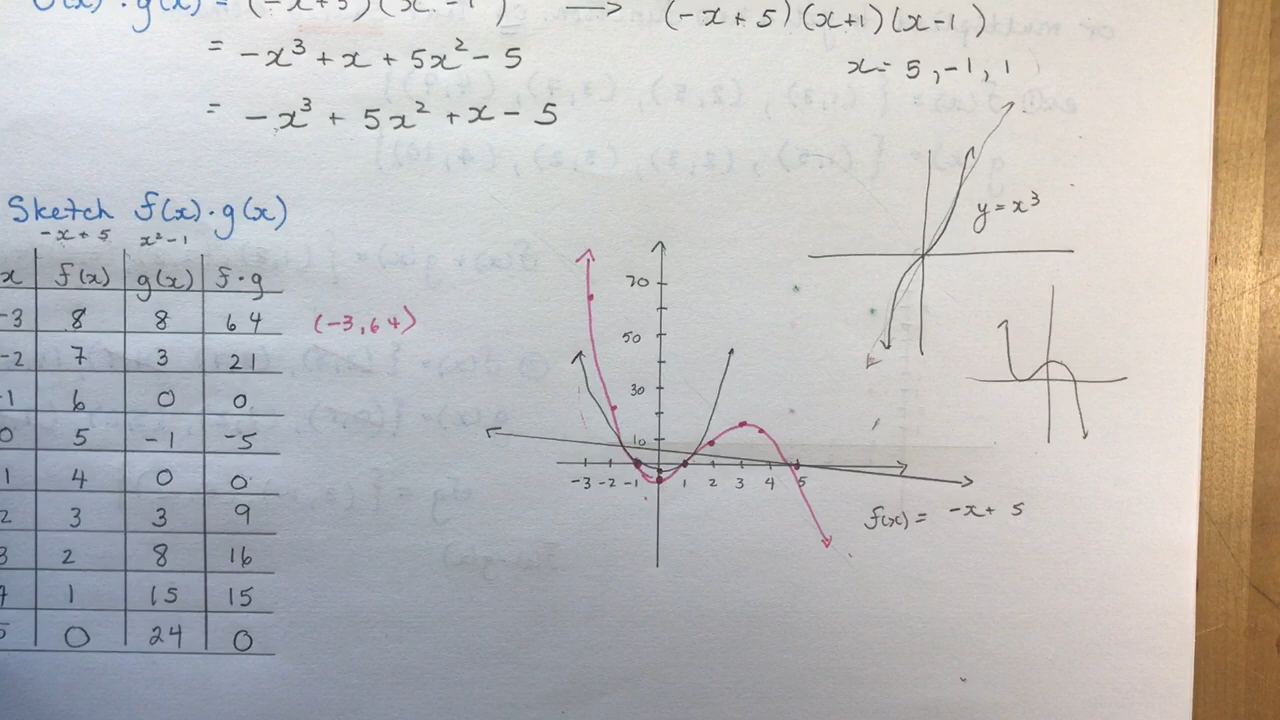 f(x) · g(x) = (-x+5)(x²-1) → (-x+5)(x+1)(x-1)
= -x³ + x + 5x² - 5
x = 5, -1, 1
= -x³ + 5x² + x - 5
y = x³
Sketch f(x)·g(x)
-x+5 x²-1
x f(x) g(x) f·g
-3 8 8 64 (-3,64)
-2 7 3 21
-1 6 0 0
0 5 -1 -5
1 4 0 0
2 3 3 9
3 2 8 16
4 1 15 15
5 0 24 0
70
50
30
10
-3 -2 -1 1 2 3 4 5
f(x) = -x + 5